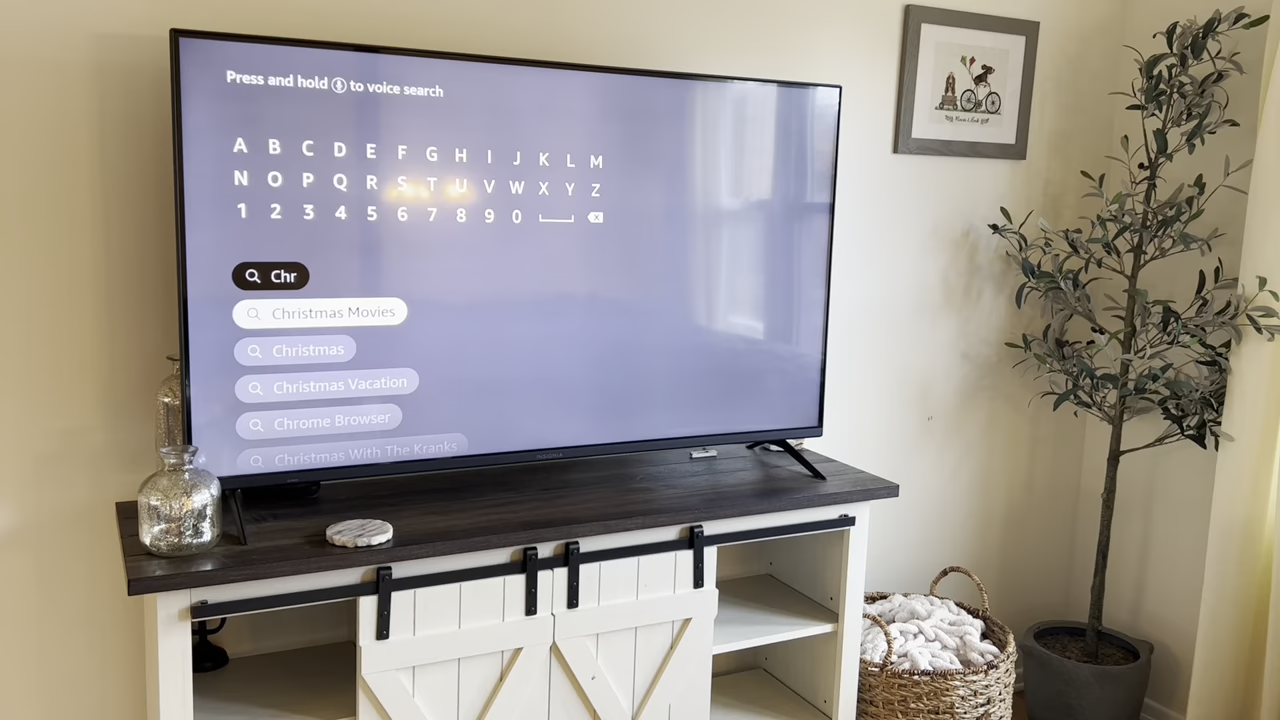 Press and hold to voice search
A B C D E F G H I J K L M
N O P Q R S T U V W X Y Z
1 2 3 4 5 6 7 8 9 0
Chr
Christmas Movies
Christmas
Christmas Vacation
Chrome Browser
Christmas With The Kranks
INSIGNIA